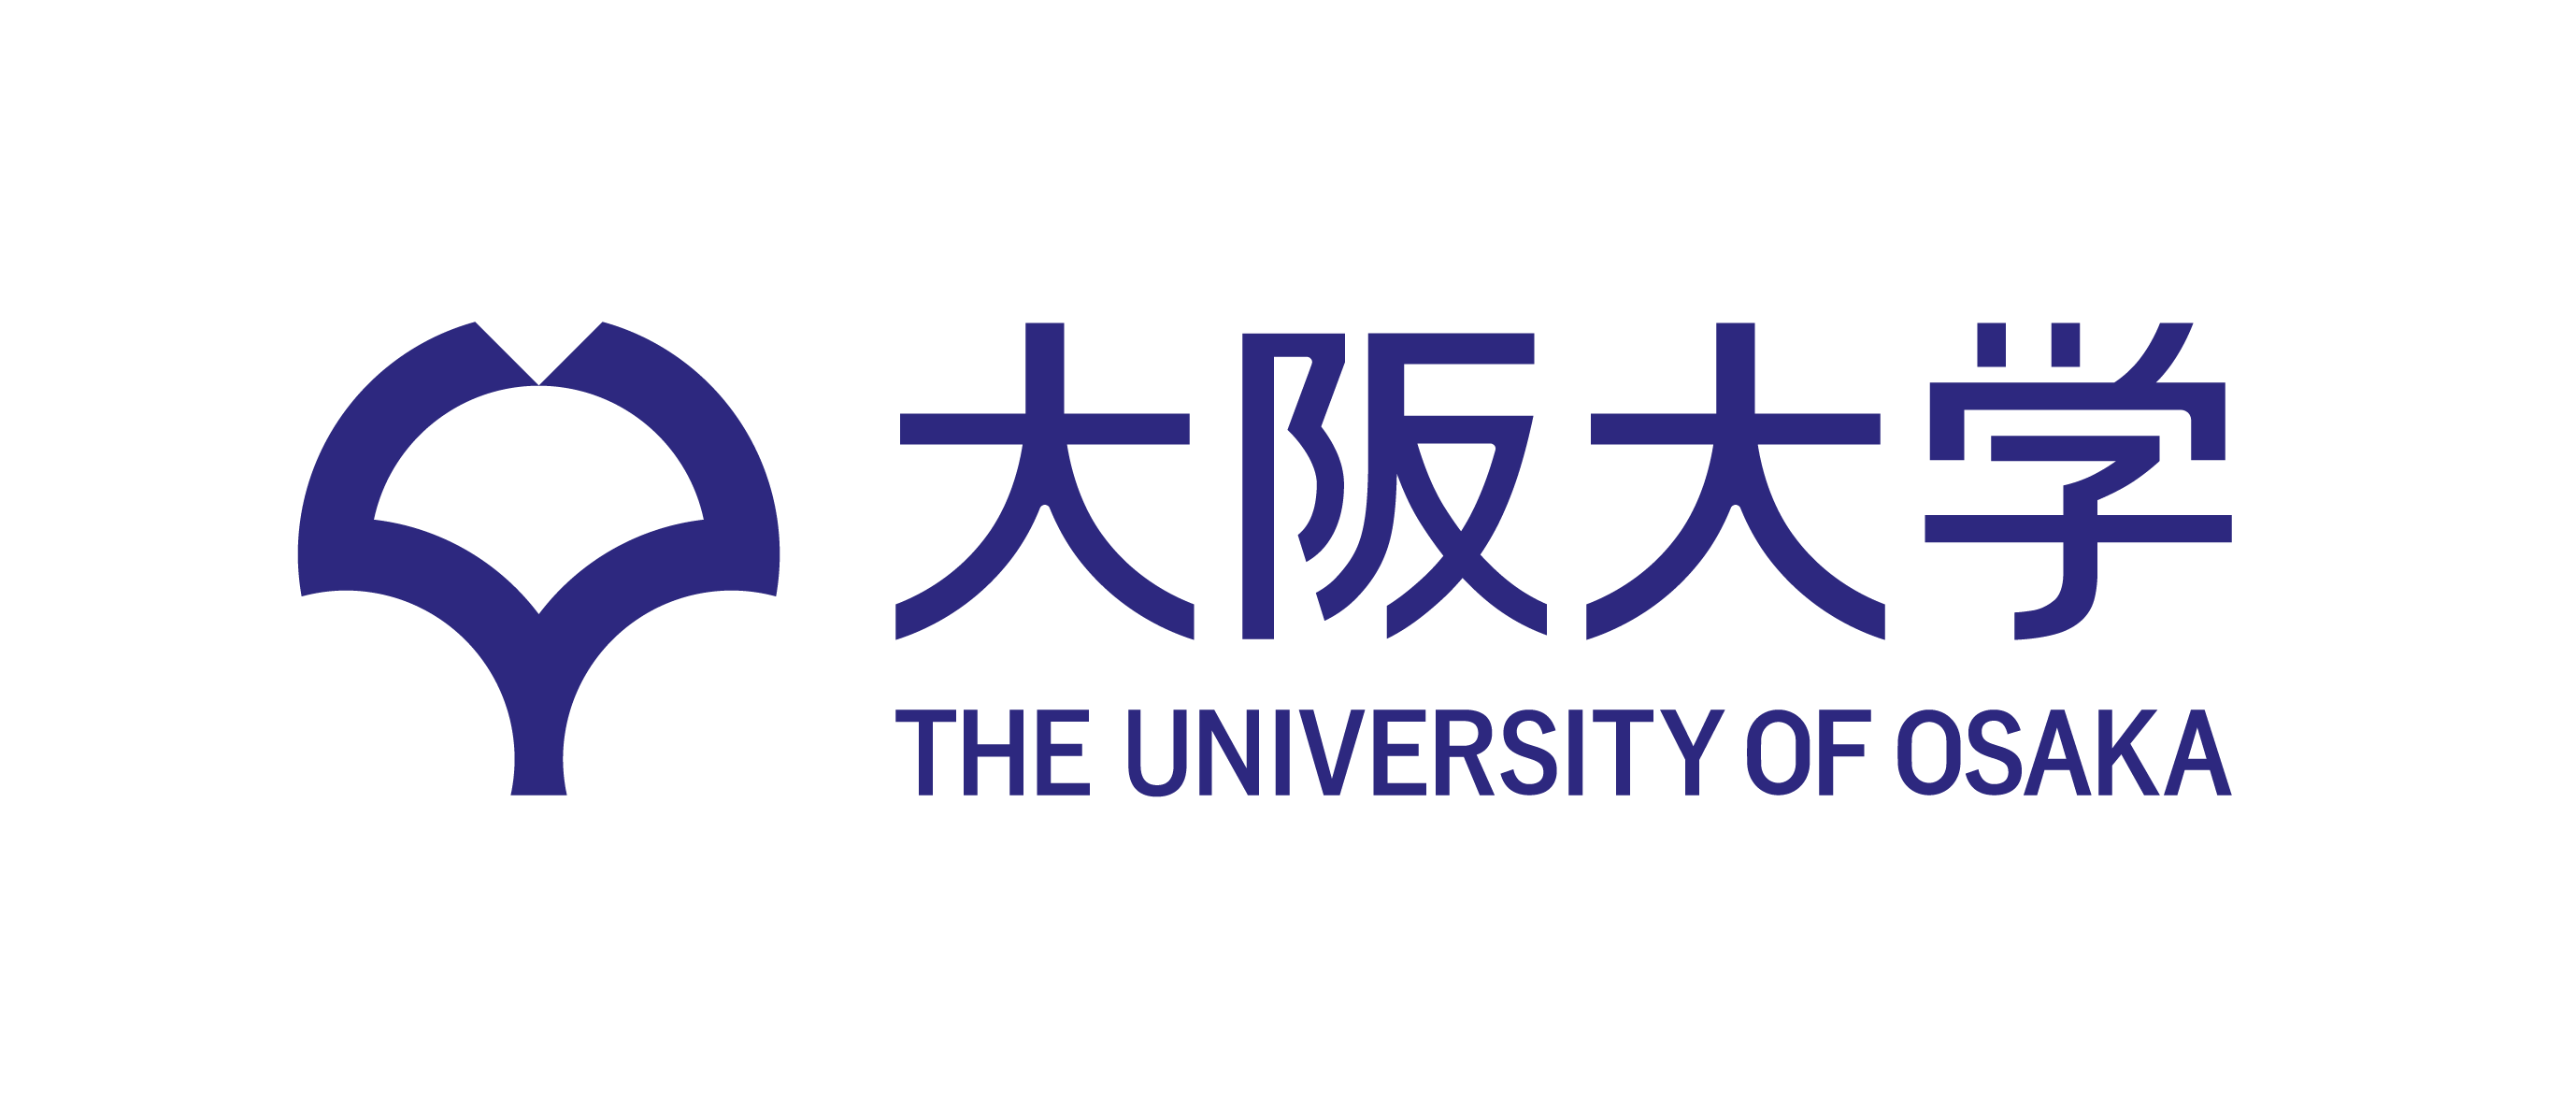 大阪大学
THE UNIVERSITY OF OSAKA